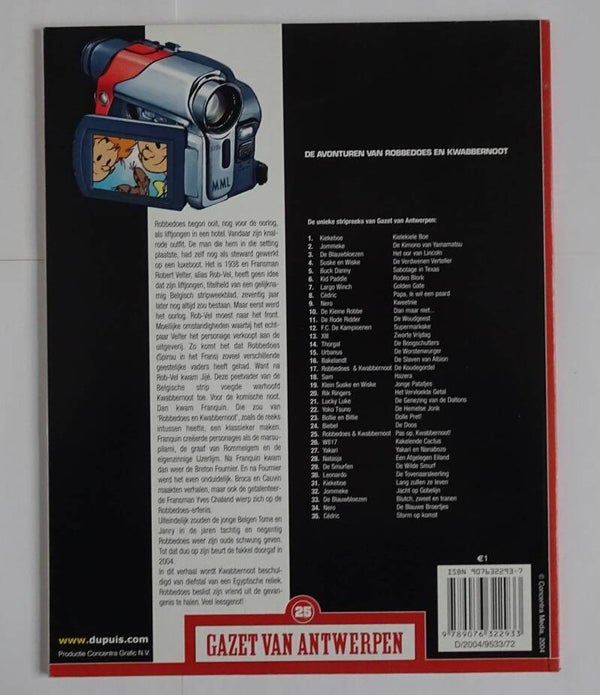 MML
DE AVONTUREN VAN ROBBEDOES EN KWABBERNOOT
Robbedoes begon ooit, nog voor de oorlog,
als liftjongen in een hotel. Vandaar zijn knal-
rode outfit. De man die hem in die setting
plaatste, had zelf nog als steward gewerkt
op een luxeboot. Het is 1938 en Fransman
Robert Velter, alias Rob-Vel, heeft geen idee
dat zijn liftjongen, titelheld van een gelijkna-
mig Belgisch stripweekblad, zeventig jaar
later nog altijd zou bestaan. Maar eerst werd
het oorlog. Rob-Vel moest naar het front.
Moeilijke omstandigheden waarbij het echt-
paar Velter het personage verkoopt aan de
uitgeverij. Zo komt het dat Robbedoes
(Spirou in het Frans) zoveel verschillende
geestelijke vaders heeft gehad. Want na
Rob-Vel kwam Jijé. Deze peetvader van de
Belgische strip voegde warhoofd
Kwabbernoot toe. Voor de komische noot.
Dan kwam Franquin. Die zou van
'Robbedoes en Kwabbernoot', zoals de reeks
intussen heette, een klassieker maken.
Franquin creëerde personages als de marsu-
pilami, de graaf van Rommelgem en de
eigenzinnige IJzerlijm. Na Franquin kwam
dan weer de Breton Fournier. En na Fournier
werd het even onduidelijk. Broca en Cauvin
maakten verhalen, maar ook de getalenteer-
de Fransman Yves Chaland wierp zich op de
Robbedoes-erfenis.
Uiteindelijk zouden de jonge Belgen Tome en
Janry in de jaren tachtig en negentig
Robbedoes weer zijn oude schwung geven.
Tot dat duo op zijn beurt de fakkel doorgaf in
2004.
In dit verhaal wordt Kwabbernoot beschul-
digd van diefstal van een Egyptische reliek.
Robbedoes beslist zijn vriend uit de gevan-
genis te halen. Veel leesgenot!
De unieke stripreeks van Gazet van Antwerpen:
1. Kiekeboe Kielekiele Boe
2. Jommeke De Kimono van Yamamatsu
3. De Blauwbloezen Het oor van Lincoln
4. Suske en Wiske De Verdwenen Verteller
5. Buck Danny Sabotage in Texas
6. Kid Paddle Rodeo Blork
7. Largo Winch Golden Gate
8. Cédric Papa, ik wil een paard
9. Nero Kweetnie
10. De Kleine Robbe Dan maar niet...
11. De Rode Ridder De Woudgeest
12. F.C. De Kampioenen Supermarkske
13. XIII Zwarte Vrijdag
14. Thorgal De Boogschutters
15. Urbanus De Worstenwurger
16. Bakelandt De Slaven van Albion
17. Robbedoes & Kwabbernoot De Koudegordel
18. Sam Hazera
19. Klein Suske en Wiske Jonge Patatjes
20. Rik Ringers Het Vervloekte Getal
21. Lucky Luke De Genezing van de Daltons
22. Yoko Tsuno De Hemelse Jonk
23. Bollie en Billie Dolle Pret!
24. Biebel De Doos
25. Robbedoes & Kwabbernoot Pas op, Kwabbernoot!
26. W817 Kakelende Cactus
27. Yakari Yakari en Nanabozo
28. Natasja Een Afgelegen Eiland
29. De Smurfen De Wilde Smurf
30. Leonardo De Tovenaarsleerling
31. Kiekeboe Lang zullen ze leven
32. Jommeke Jacht op Gobelijn
33. De Blauwbloezen Blutch, zweet en tranen
34. Nero De Blauwe Broertjes
35. Cédric Storm op komst
€1
ISBN 907632293-7
9 789076 322933
D/2004/9533/72
© Concentra Media, 2004
www.dupuis.com
Productie Concentra Grafic N.V.
25
GAZET VAN ANTWERPEN